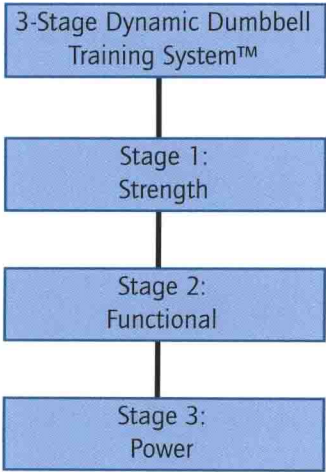 3-Stage Dynamic Dumbbell
Training System™
Stage 1:
Strength
Stage 2:
Functional
Stage 3:
Power